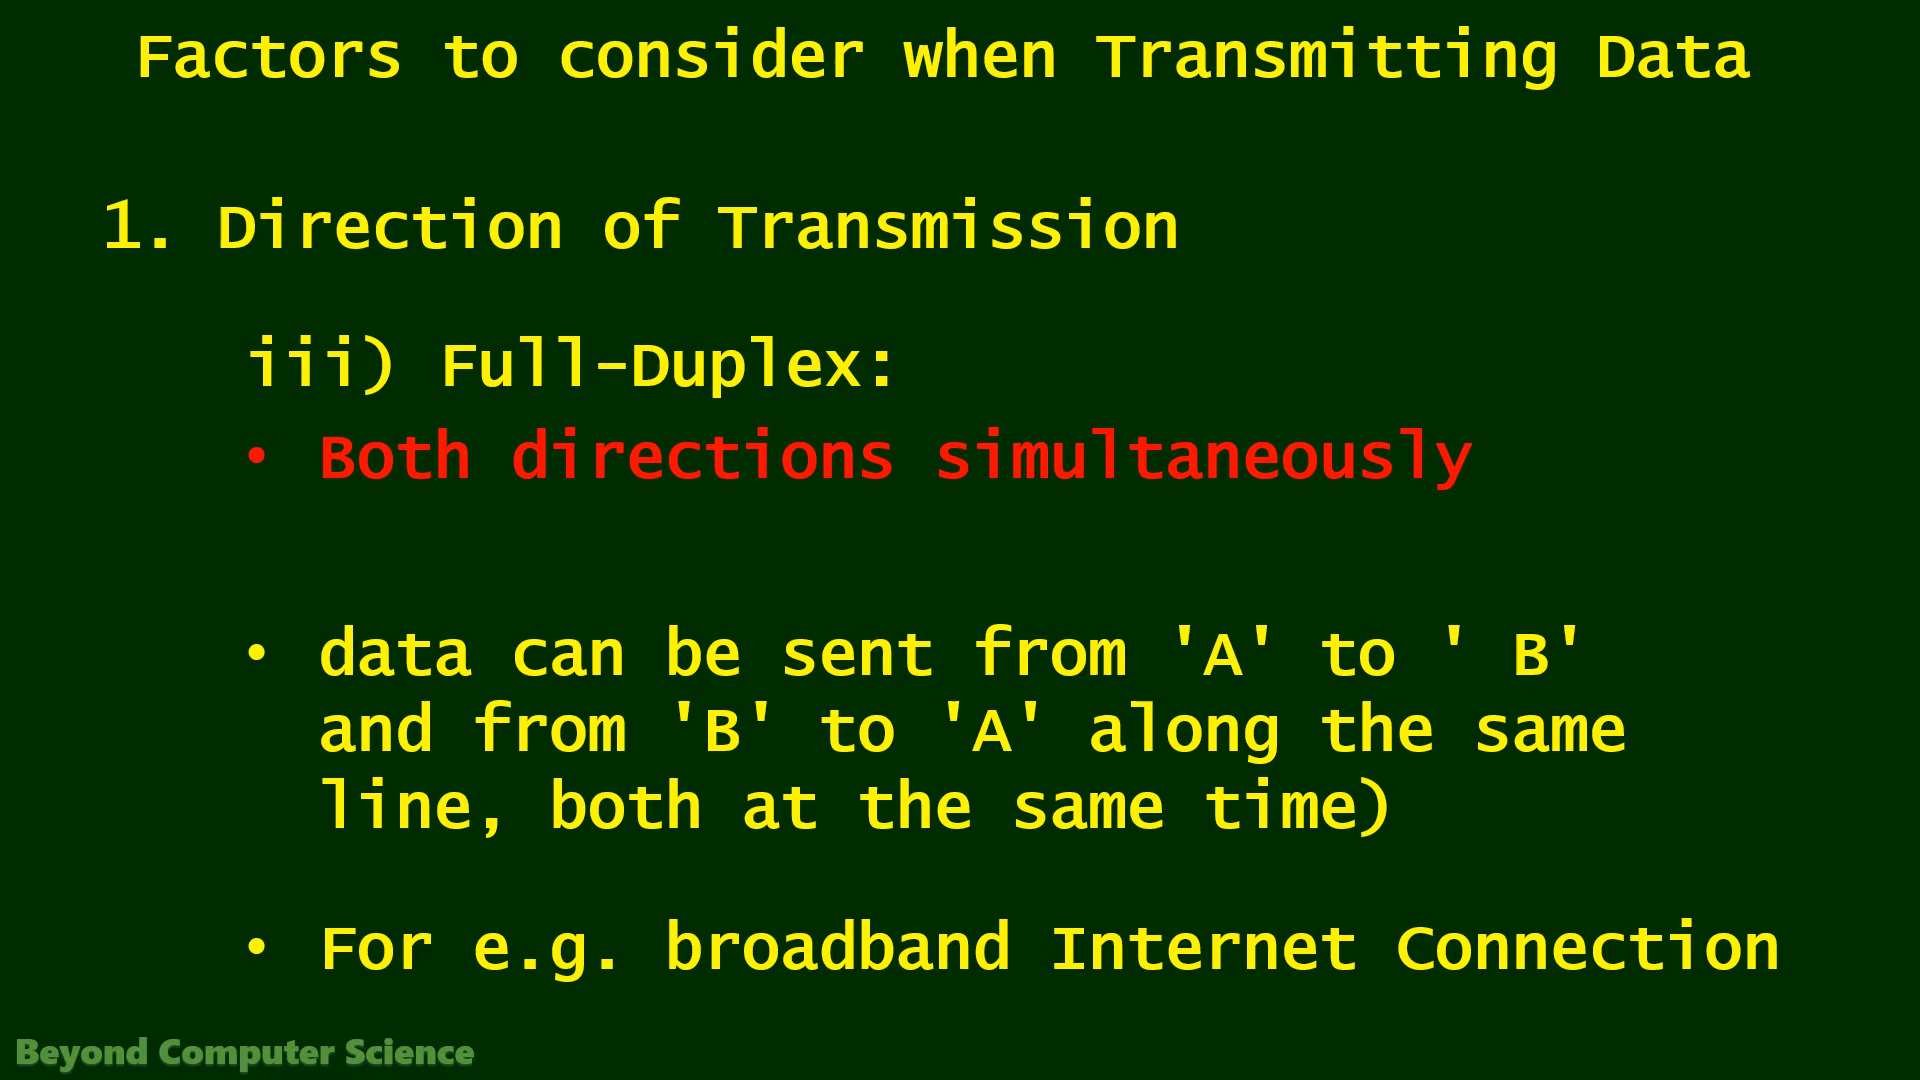 Factors to consider when Transmitting Data
1. Direction of Transmission
iii) Full-Duplex:
• Both directions simultaneously
• data can be sent from 'A' to ' B'
and from 'B' to 'A' along the same
line, both at the same time)
• For e.g. broadband Internet Connection
Beyond Computer Science